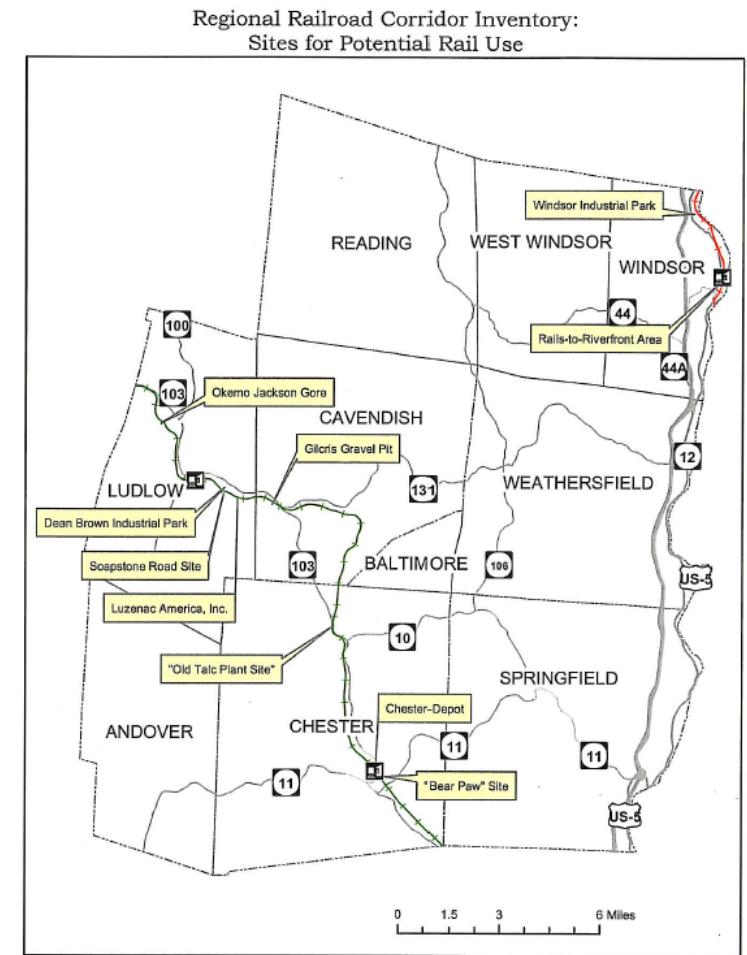 Regional Railroad Corridor Inventory:
Sites for Potential Rail Use
Windsor Industrial Park
READING
WEST WINDSOR
WINDSOR
44
100
Rails-to-Riverfront Area
44A
103
Okemo Jackson Gore
CAVENDISH
Gilcris Gravel Pit
12
131
WEATHERSFIELD
LUDLOW
Dean Brown Industrial Park
Soapstone Road Site
103
BALTIMORE
106
US-5
Luzenac America, Inc.
10
"Old Talc Plant Site"
SPRINGFIELD
Chester-Depot
ANDOVER
CHESTER
11
11
11
"Bear Paw" Site
US-5
0 1.5 3 6 Miles